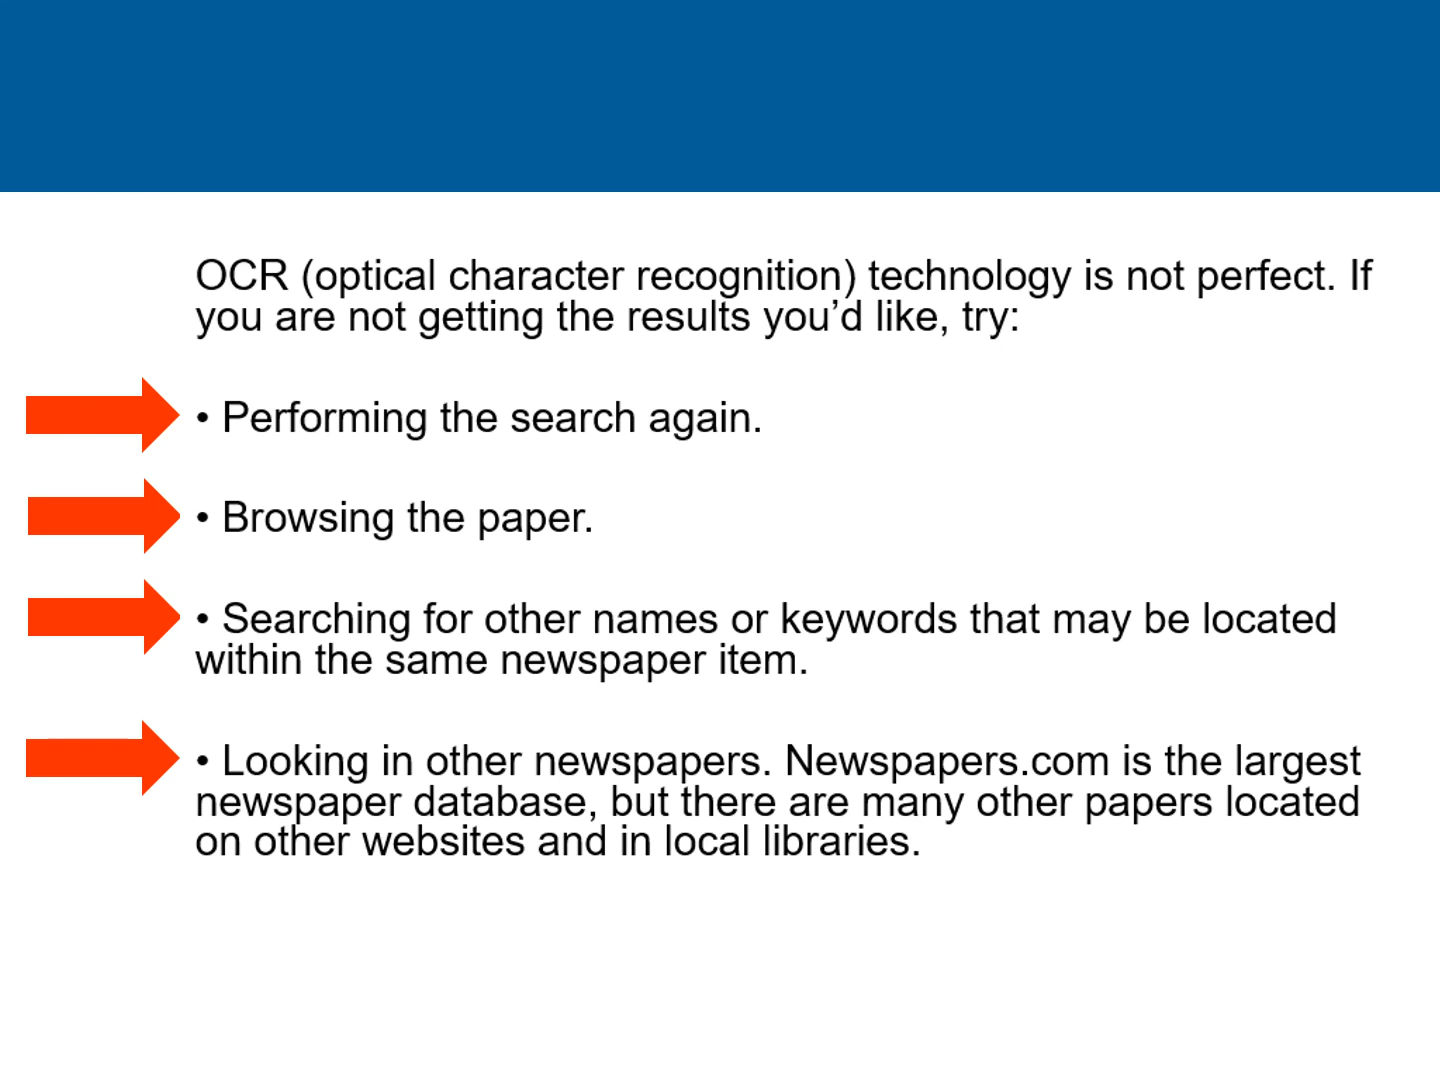 OCR (optical character recognition) technology is not perfect. If
you are not getting the results you’d like, try:
• Performing the search again.
• Browsing the paper.
• Searching for other names or keywords that may be located
within the same newspaper item.
• Looking in other newspapers. Newspapers.com is the largest
newspaper database, but there are many other papers located
on other websites and in local libraries.